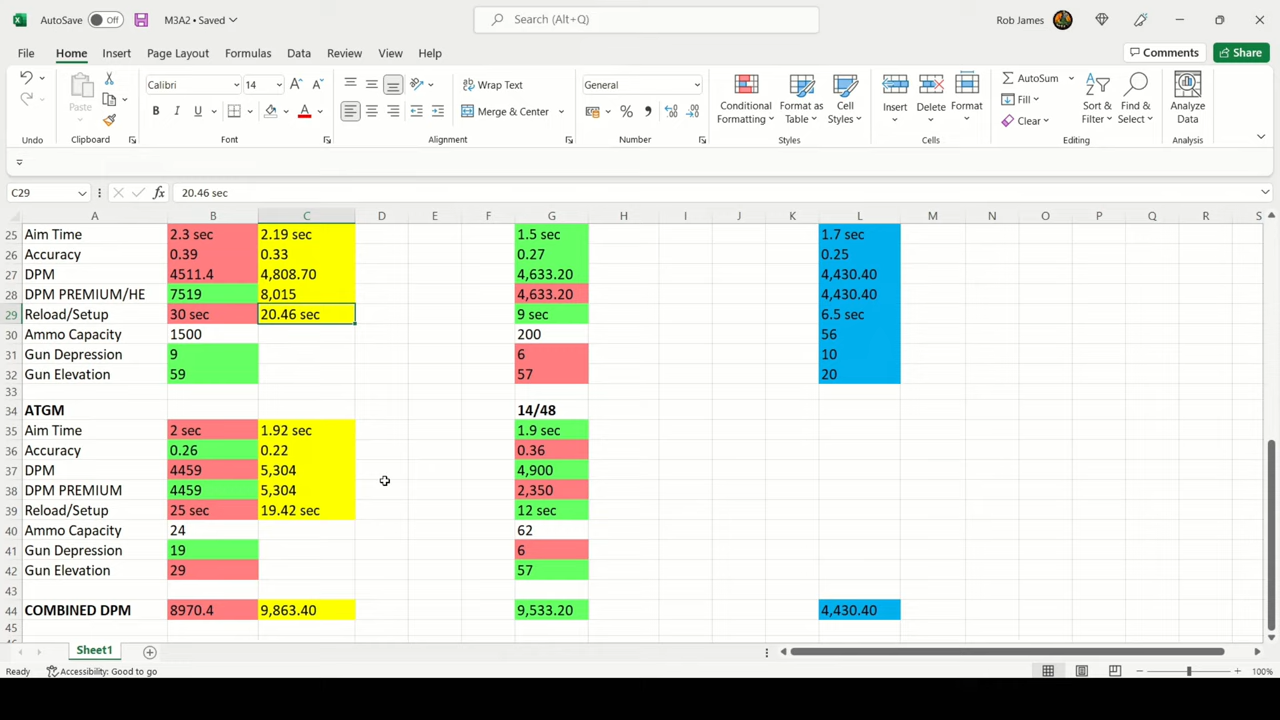 AutoSave Off M3A2 • Saved Search (Alt+Q) Rob James
File Home Insert Page Layout Formulas Data Review View Help Comments Share
Undo
Paste
Clipboard
Calibri 14
B I U
Font
Wrap Text
Merge & Center
Alignment
General
Number
Conditional Formatting
Format as Table
Cell Styles
Styles
Insert Delete Format
Cells
AutoSum
Fill
Clear
Sort & Filter
Find & Select
Editing
Analyze Data
Analysis
C29 fx 20.46 sec
A B C D E F G H I J K L M N O P Q R S
25 Aim Time 2.3 sec 2.19 sec 1.5 sec 1.7 sec
26 Accuracy 0.39 0.33 0.27 0.25
27 DPM 4511.4 4,808.70 4,633.20 4,430.40
28 DPM PREMIUM/HE 7519 8,015 4,633.20 4,430.40
29 Reload/Setup 30 sec 20.46 sec 9 sec 6.5 sec
30 Ammo Capacity 1500 200 56
31 Gun Depression 9 6 10
32 Gun Elevation 59 57 20
33
34 ATGM 14/48
35 Aim Time 2 sec 1.92 sec 1.9 sec
36 Accuracy 0.26 0.22 0.36
37 DPM 4459 5,304 4,900
38 DPM PREMIUM 4459 5,304 2,350
39 Reload/Setup 25 sec 19.42 sec 12 sec
40 Ammo Capacity 24 62
41 Gun Depression 19 6
42 Gun Elevation 29 57
43
44 COMBINED DPM 8970.4 9,863.40 9,533.20 4,430.40
45
Sheet1
Ready Accessibility: Good to go 100%